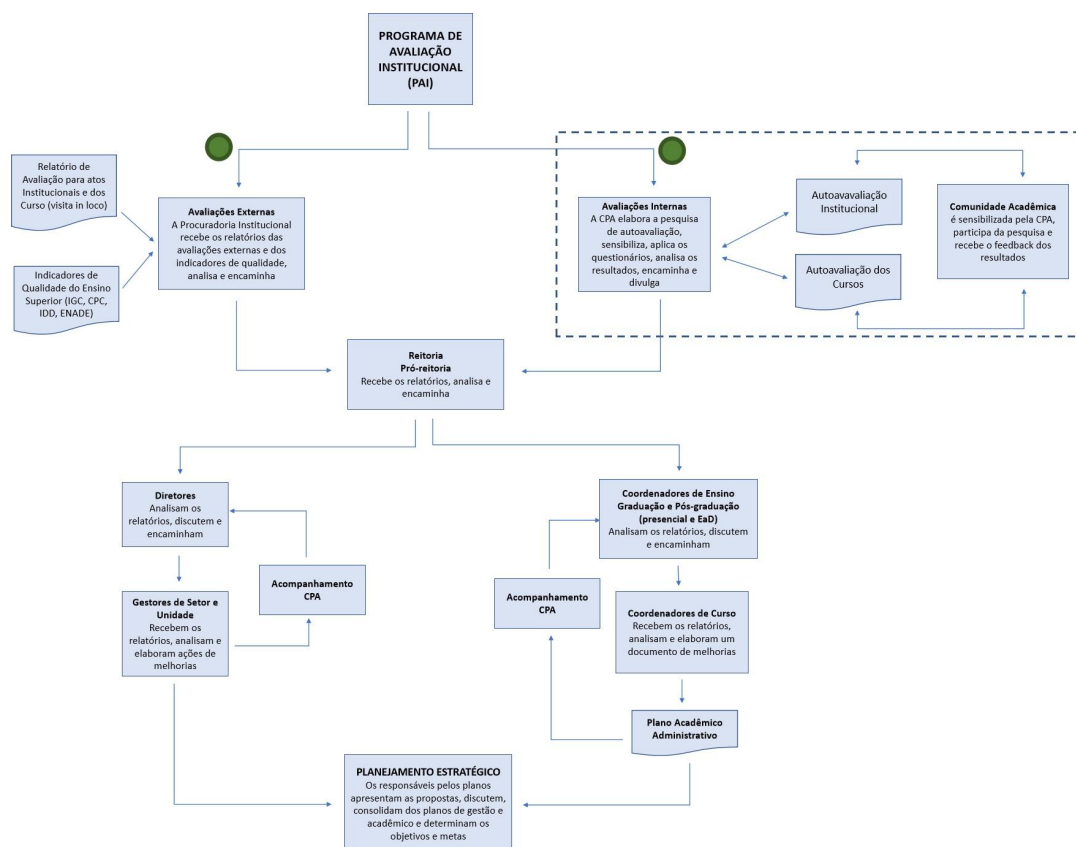 PROGRAMA DE
AVALIAÇÃO
INSTITUCIONAL
(PAI)
Relatório de
Avaliação para atos
Institucionais e dos
Curso (visita in loco)
Indicadores de
Qualidade do Ensino
Superior (IGC, CPC,
IDD, ENADE)
Avaliações Externas
A Procuradoria Institucional
recebe os relatórios das
avaliações externas e dos
indicadores de qualidade,
analisa e encaminha
Avaliações Internas
A CPA elabora a pesquisa
de autoavaliação,
sensibiliza, aplica os
questionários, analisa os
resultados, encaminha e
divulga
Autoavavaliação
Institucional
Autoavaliação dos
Cursos
Comunidade Acadêmica
é sensibilizada pela CPA,
participa da pesquisa e
recebe o feedback dos
resultados
Reitoria
Pró-reitoria
Recebe os relatórios, analisa e
encaminha
Diretores
Analisam os
relatórios, discutem e
encaminham
Acompanhamento
CPA
Gestores de Setor e
Unidade
Recebem os
relatórios, analisam e
elaboram ações de
melhorias
Coordenadores de Ensino
Graduação e Pós-graduação
(presencial e EaD)
Analisam os relatórios, discutem
e encaminham
Acompanhamento
CPA
Coordenadores de Curso
Recebem os relatórios,
analisam e elaboram um
documento de melhorias
Plano Acadêmico
Administrativo
PLANEJAMENTO ESTRATÉGICO
Os responsáveis pelos planos
apresentam as propostas, discutem,
consolidam dos planos de gestão e
acadêmico e determinam os
objetivos e metas